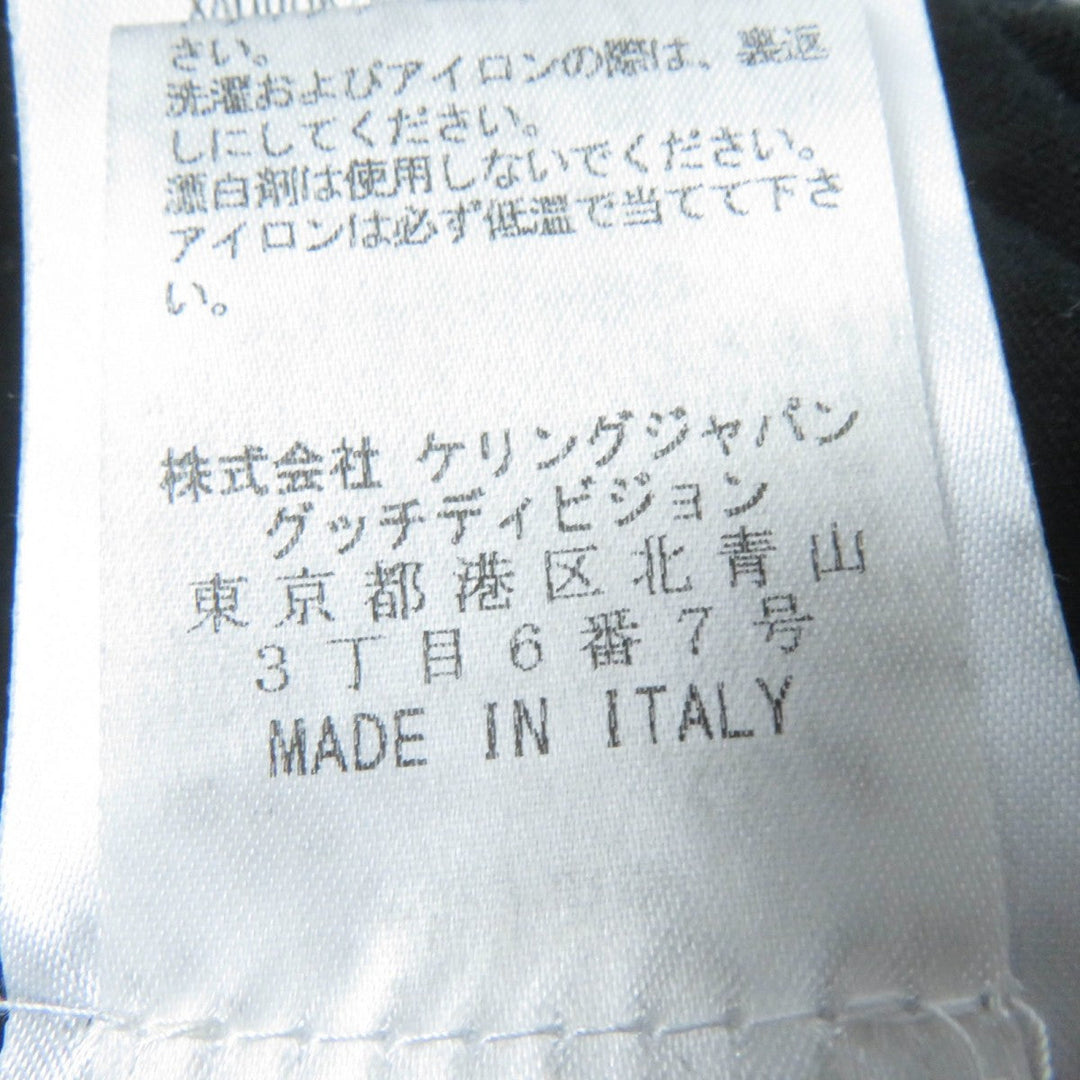 さい。
洗濯およびアイロンの際は、裏返
しにしてください。
漂白剤は使用しないでください。
アイロンは必ず低温で当てて下さ
い。
株式会社 ケリングジャパン
グッチディビジョン
東京都港区北青山
3丁目6番7号
MADE IN ITALY